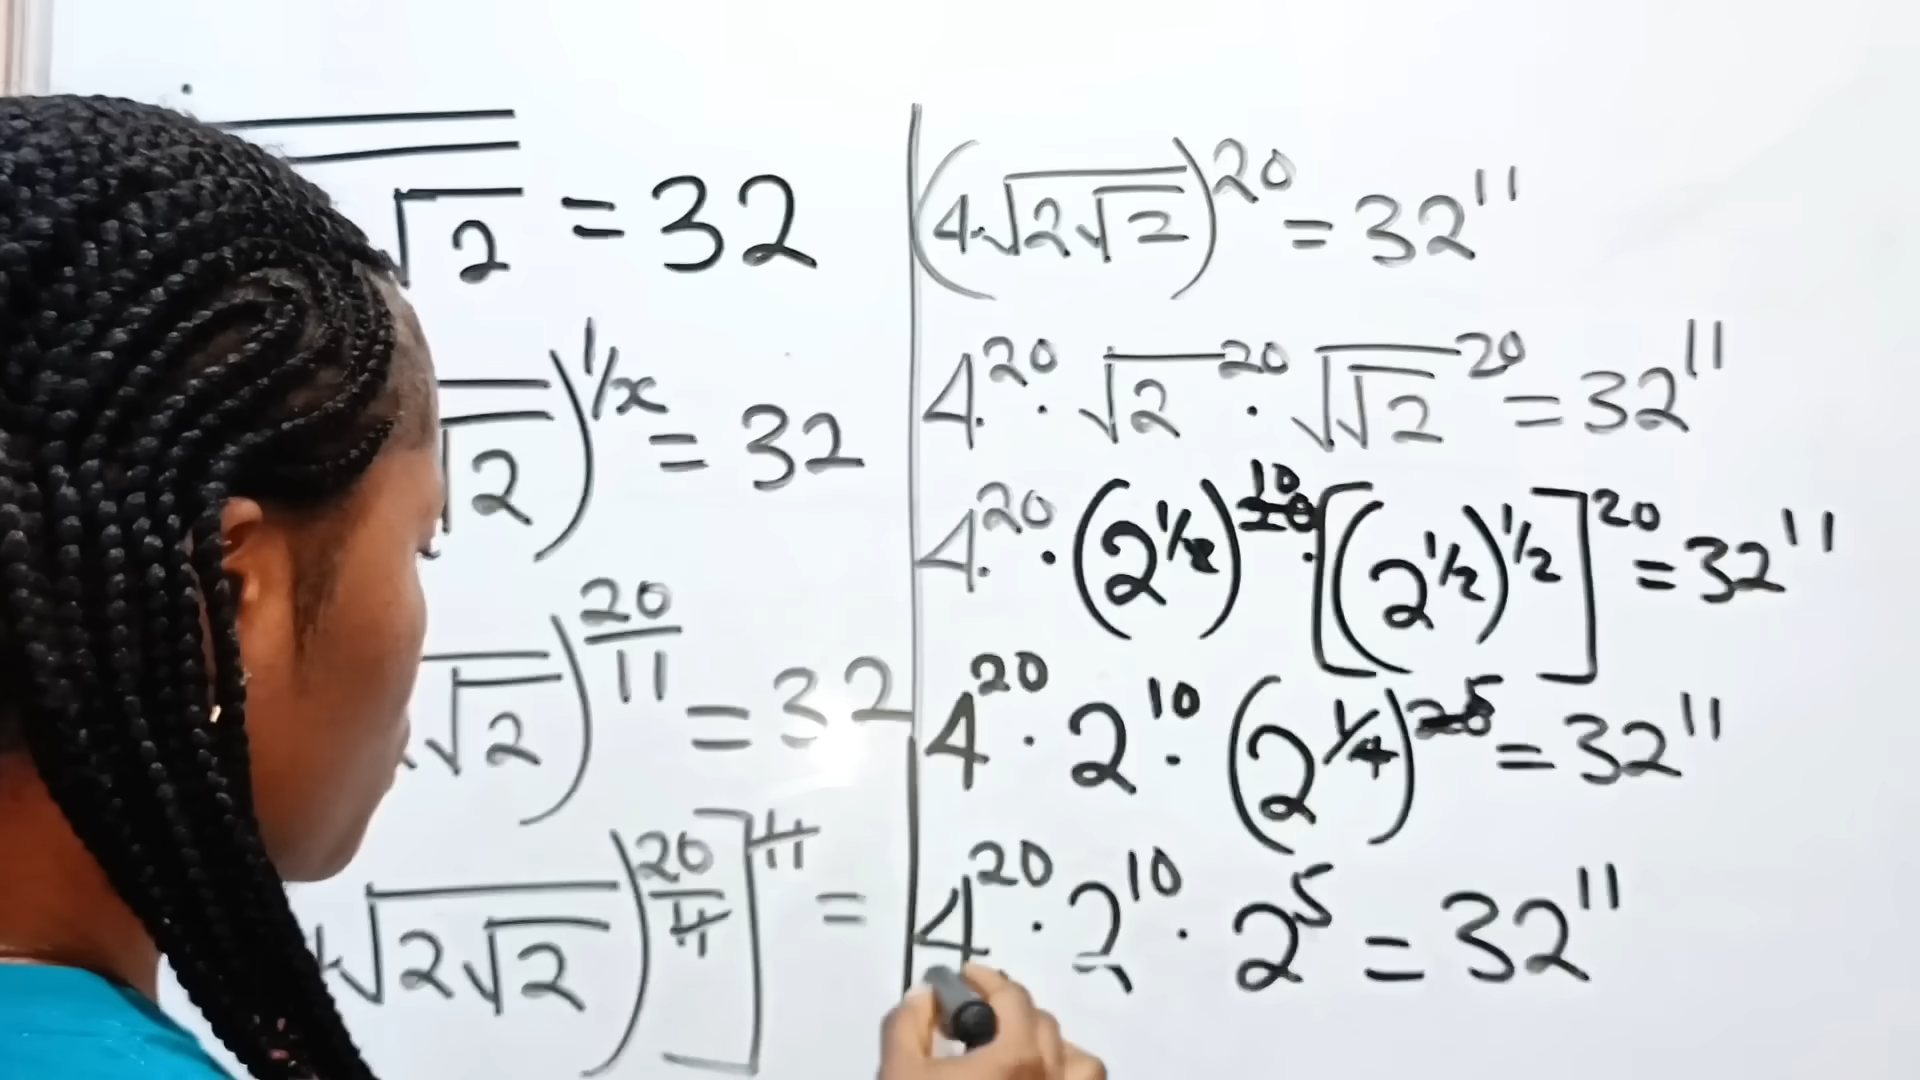 √2 = 32
√2)^1/x = 32
√2)^20/11 = 32
√2√2)^20/11]^11 =
(4√2√2)^20 = 32^11
4^20 · √2^20 · √√2^20 = 32^11
4^20 · (2^1/2)^10 · [(2^1/2)^1/2]^20 = 32^11
4^20 · 2^10 · (2^1/4)^20 5 = 32^11
4^20 · 2^10 · 2^5 = 32^11